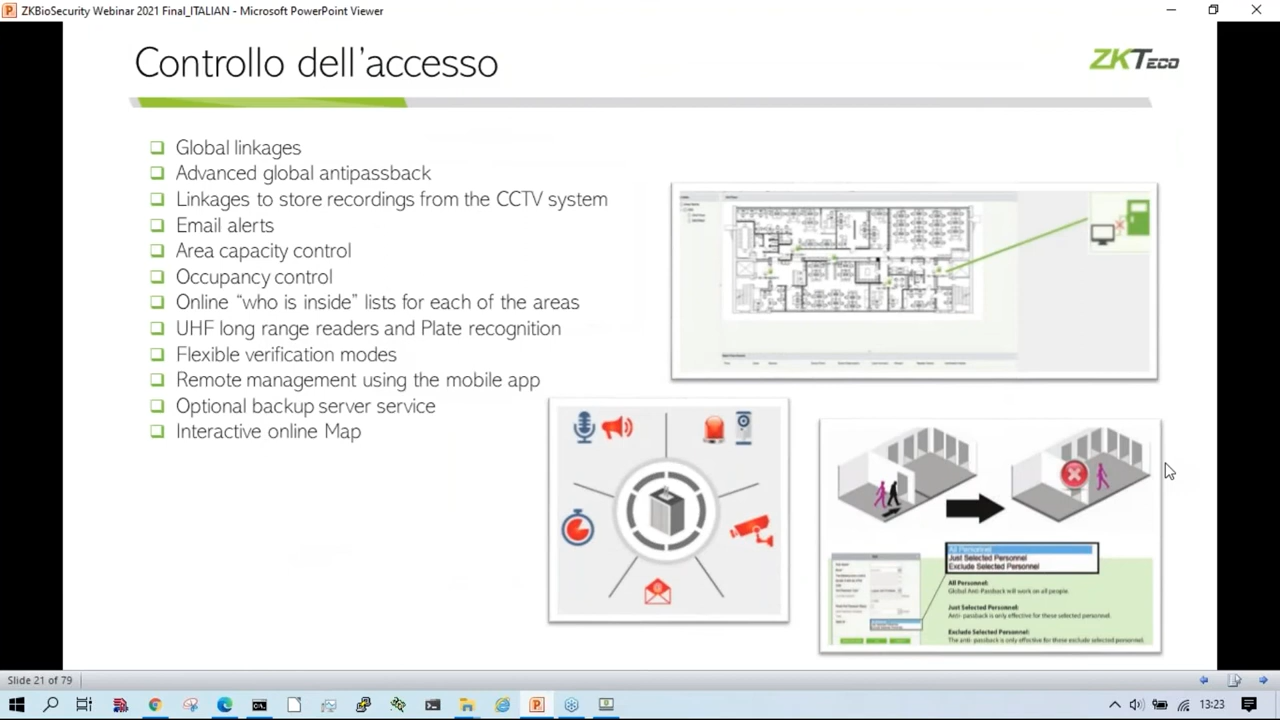 ZKBioSecurity Webinar 2021 Final_ITALIAN - Microsoft PowerPoint Viewer
Controllo dell'accesso
ZKTECO
Global linkages
Advanced global antipassback
Linkages to store recordings from the CCTV system
Email alerts
Area capacity control
Occupancy control
Online “who is inside” lists for each of the areas
UHF long range readers and Plate recognition
Flexible verification modes
Remote management using the mobile app
Optional backup server service
Interactive online Map
All Personnel
Just Selected Personnel
Exclude Selected Personnel
All Personnel:
Global Anti-Passback will work on all people.
Just Selected Personnel:
Anti- passback is only effective for these selected personnel.
Exclude Selected Personnel:
The anti- passback is only effective for these exclude selected personnel.
Slide 21 of 79
13:23